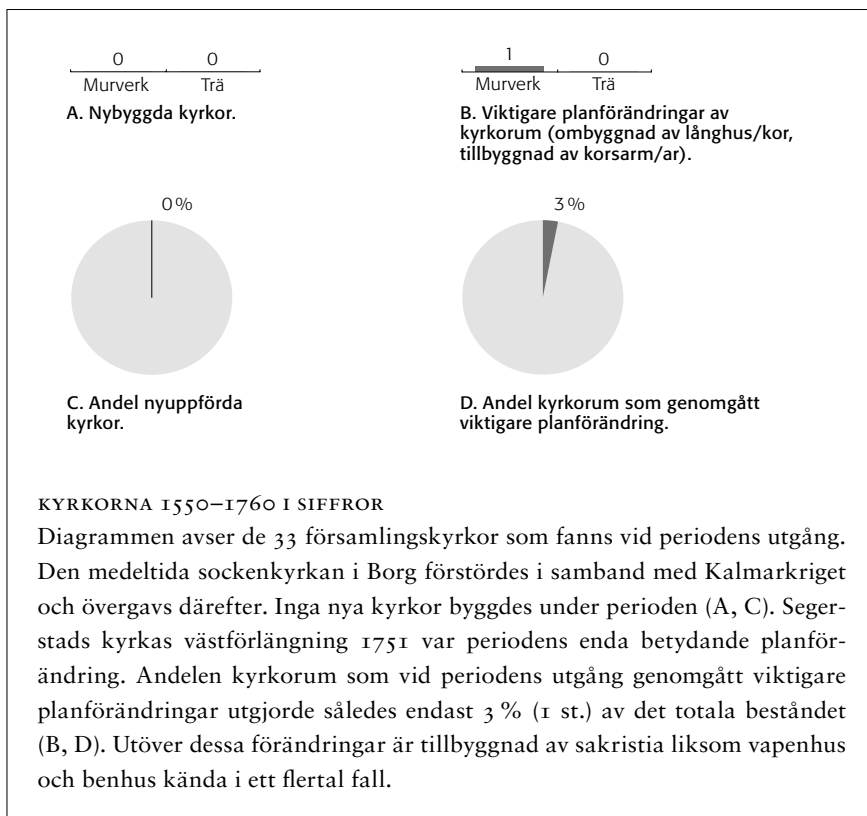 0 0
Murverk Trä
A. Nybyggda kyrkor.
1 0
Murverk Trä
B. Viktigare planförändringar av
kyrkorum (ombyggnad av långhus/kor,
tillbyggnad av korsarm/ar).
0 %
C. Andel nyuppförda
kyrkor.
3 %
D. Andel kyrkorum som genomgått
viktigare planförändring.
KYRKORNA 1550–1760 I SIFFROR
Diagrammen avser de 33 församlingskyrkor som fanns vid periodens utgång.
Den medeltida sockenkyrkan i Borg förstördes i samband med Kalmarkriget
och övergavs därefter. Inga nya kyrkor byggdes under perioden (A, C). Seger-
stads kyrkas västförlängning 1751 var periodens enda betydande planför-
ändring. Andelen kyrkorum som vid periodens utgång genomgått viktigare
planförändringar utgjorde således endast 3 % (1 st.) av det totala beståndet
(B, D). Utöver dessa förändringar är tillbyggnad av sakristia liksom vapenhus
och benhus kända i ett flertal fall.